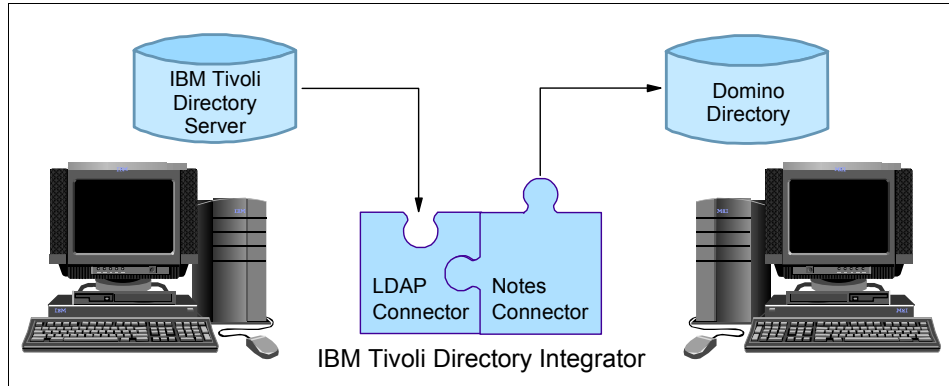 IBM Tivoli
Directory
Server
Domino
Directory
LDAP
Connector
Notes
Connector
IBM Tivoli Directory Integrator